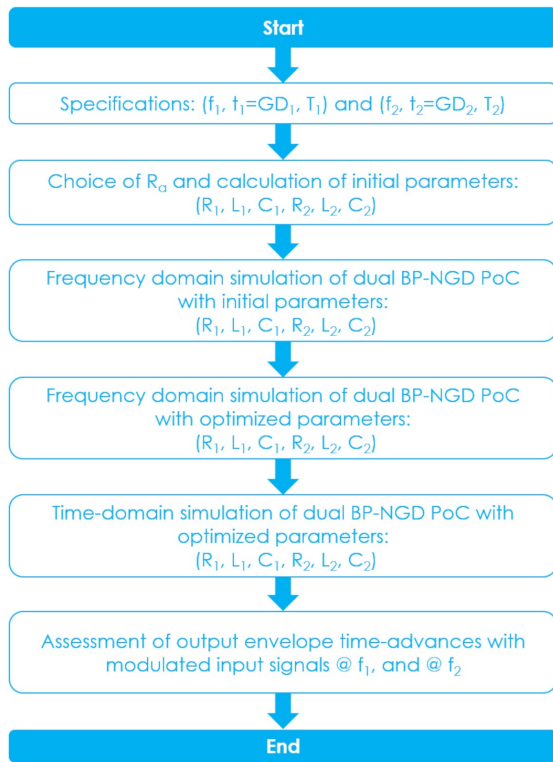 Start
Specifications: (f₁, t₁=GD₁, T₁) and (f₂, t₂=GD₂, T₂)
Choice of Rₐ and calculation of initial parameters:
(R₁, L₁, C₁, R₂, L₂, C₂)
Frequency domain simulation of dual BP-NGD PoC
with initial parameters:
(R₁, L₁, C₁, R₂, L₂, C₂)
Frequency domain simulation of dual BP-NGD PoC
with optimized parameters:
(R₁, L₁, C₁, R₂, L₂, C₂)
Time-domain simulation of dual BP-NGD PoC with
optimized parameters:
(R₁, L₁, C₁, R₂, L₂, C₂)
Assessment of output envelope time-advances with
modulated input signals @ f₁, and @ f₂
End